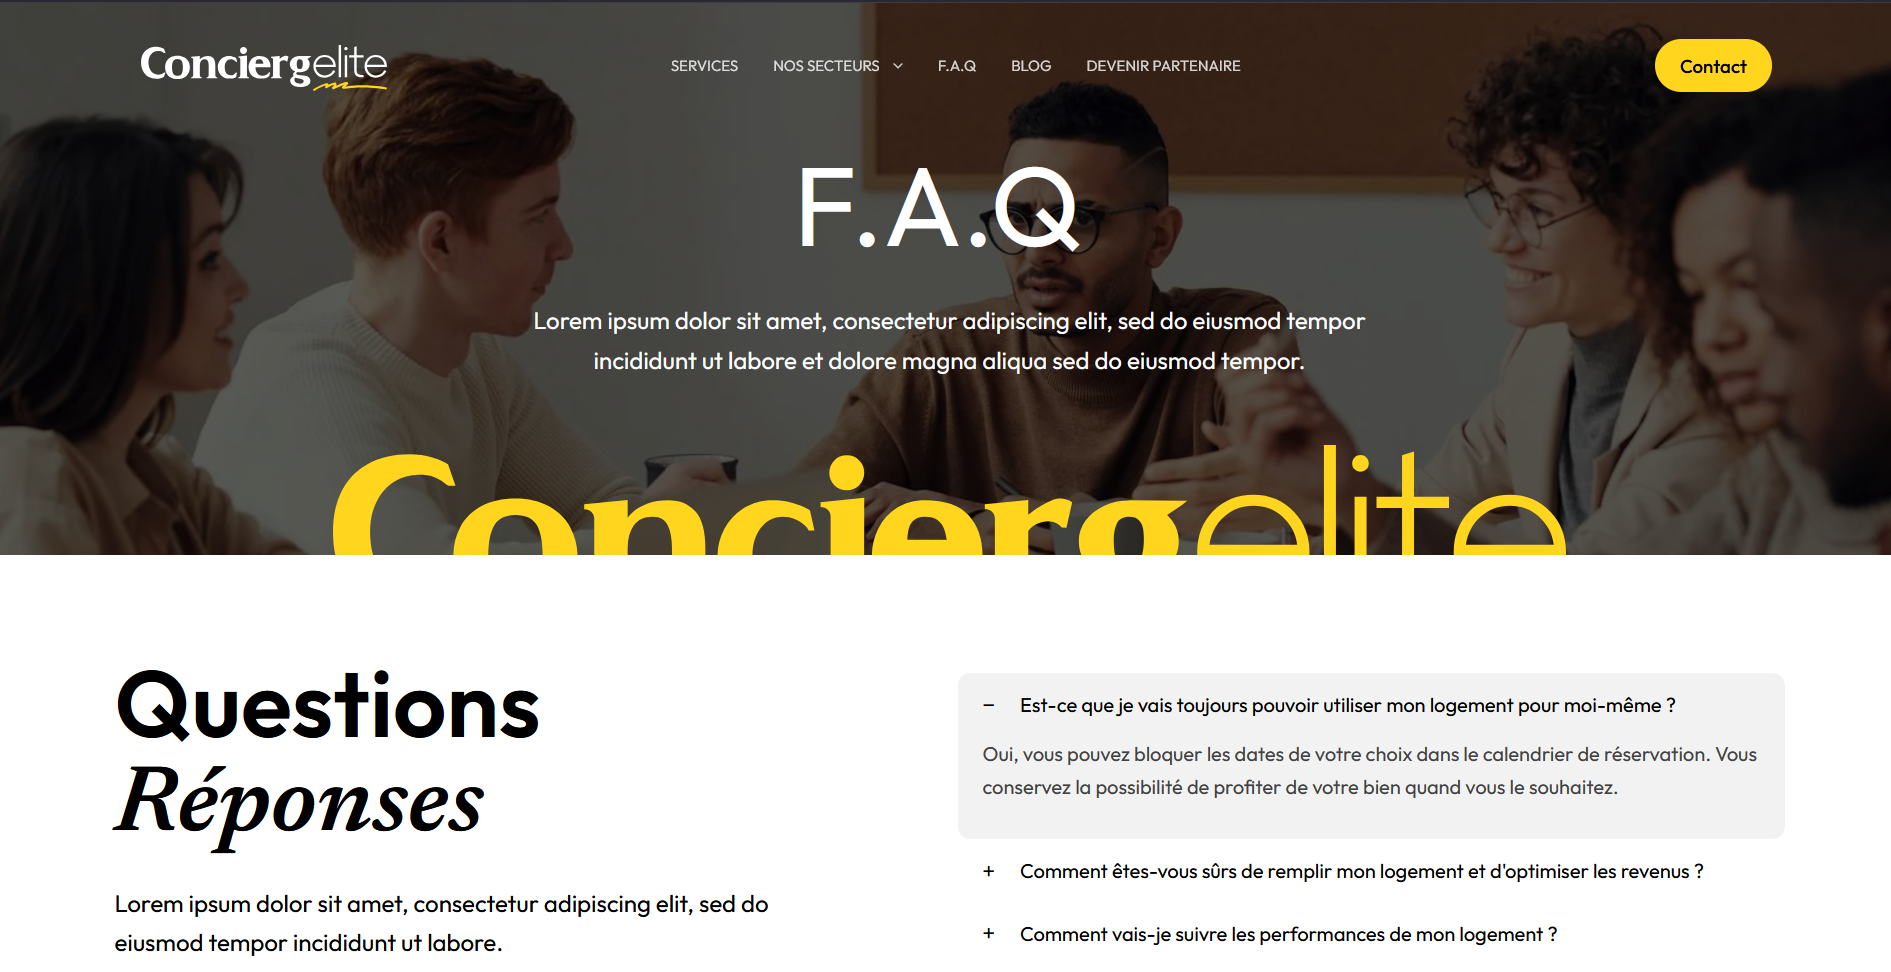 Conciergelite
SERVICES
NOS SECTEURS
F.A.Q
BLOG
DEVENIR PARTENAIRE
Contact
F.A.Q
Lorem ipsum dolor sit amet, consectetur adipiscing elit, sed do eiusmod tempor
incididunt ut labore et dolore magna aliqua sed do eiusmod tempor.
Conciergelite
Questions
Réponses
Lorem ipsum dolor sit amet, consectetur adipiscing elit, sed do
eiusmod tempor incididunt ut labore.
− Est-ce que je vais toujours pouvoir utiliser mon logement pour moi-même ?
Oui, vous pouvez bloquer les dates de votre choix dans le calendrier de réservation. Vous
conservez la possibilité de profiter de votre bien quand vous le souhaitez.
+ Comment êtes-vous sûrs de remplir mon logement et d'optimiser les revenus ?
+ Comment vais-je suivre les performances de mon logement ?